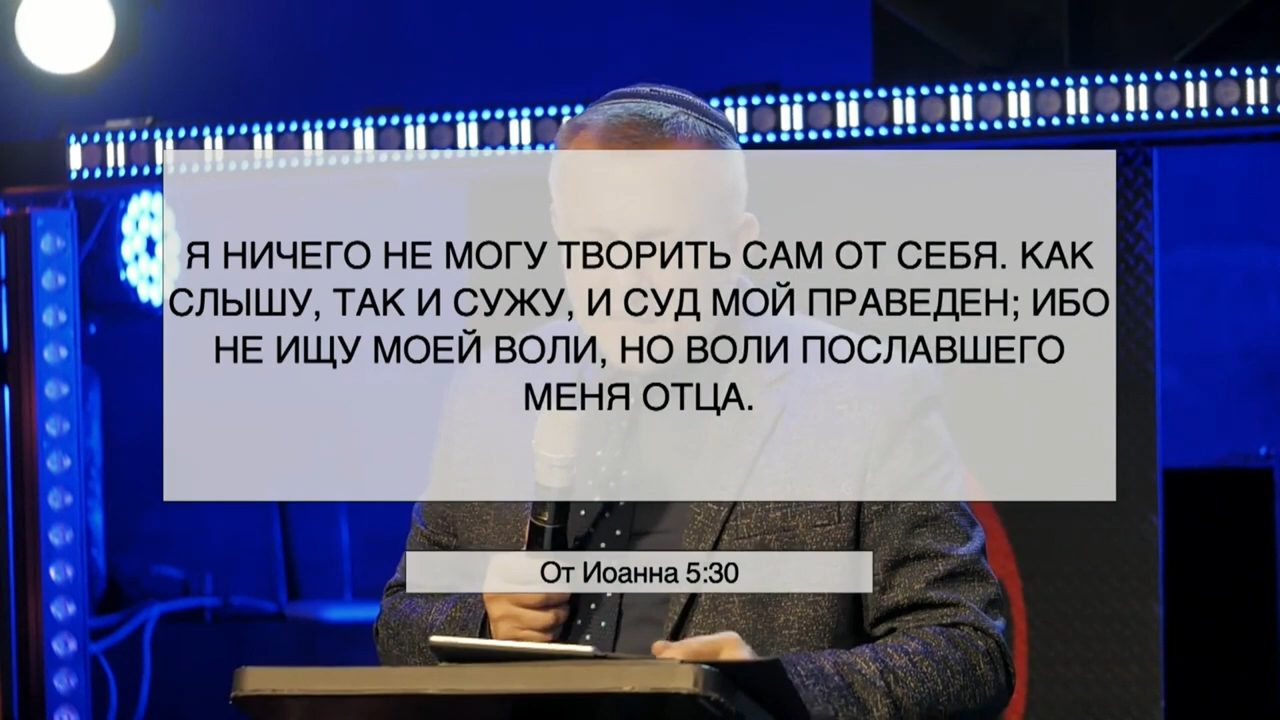 Я НИЧЕГО НЕ МОГУ ТВОРИТЬ САМ ОТ СЕБЯ. КАК
СЛЫШУ, ТАК И СУЖУ, И СУД МОЙ ПРАВЕДЕН; ИБО
НЕ ИЩУ МОЕЙ ВОЛИ, НО ВОЛИ ПОСЛАВШЕГО
МЕНЯ ОТЦА.
От Иоанна 5:30